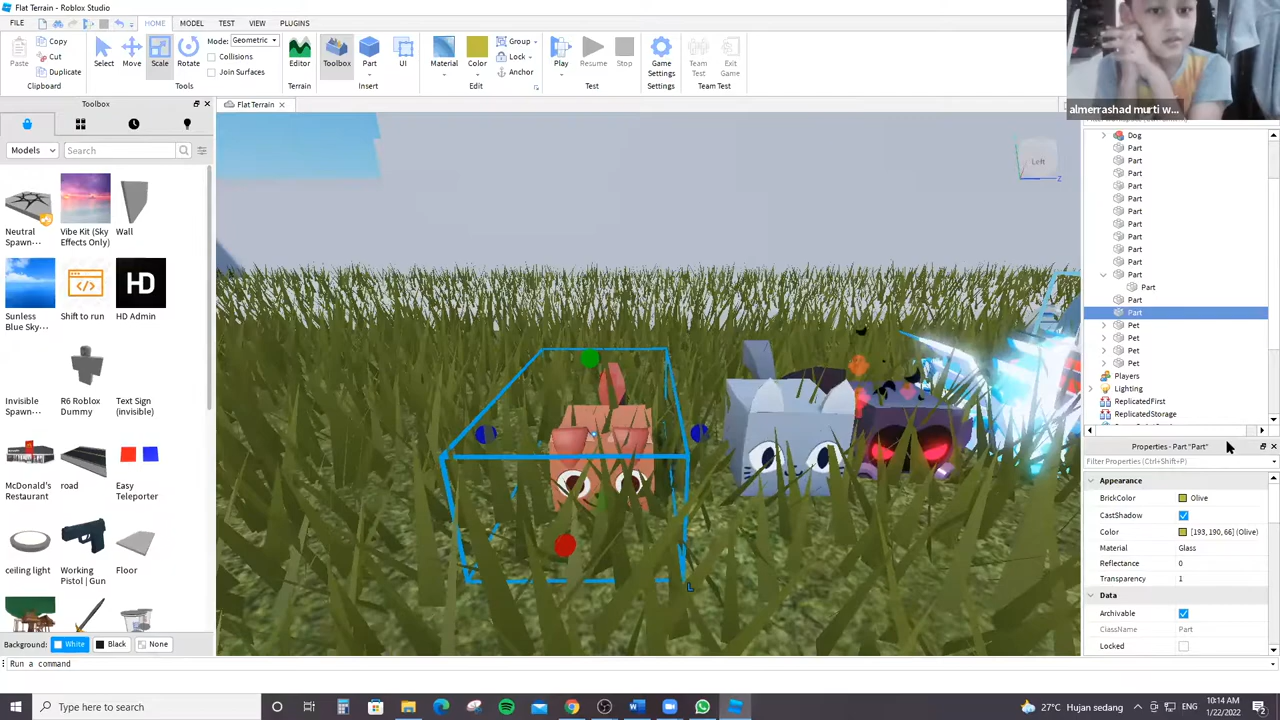 Flat Terrain - Roblox Studio
FILE
HOME
MODEL
TEST
VIEW
PLUGINS
Paste
Copy
Cut
Duplicate
Clipboard
Select
Move
Scale
Rotate
Mode:
Geometric
Collisions
Join Surfaces
Tools
Editor
Terrain
Toolbox
Part
UI
Insert
Material
Color
Group
Lock
Anchor
Edit
Play
Resume
Stop
Test
Game
Settings
Settings
Team
Test
Exit
Game
Team Test
almerrashad murti w...
Toolbox
Flat Terrain
Models
Search
Neutral
Spawn...
Vibe Kit (Sky
Effects Only)
Wall
Sunless
Blue Sky...
Shift to run
HD
HD Admin
Invisible
Spawn...
R6 Roblox
Dummy
Text Sign
(invisible)
McDonald's
Restaurant
road
Easy
Teleporter
ceiling light
Working
Pistol | Gun
Floor
Background:
White
Black
None
Run a command
Left
Z
L
Dog
Part
Part
Part
Part
Part
Part
Part
Part
Part
Part
Part
Part
Part
Part
Pet
Pet
Pet
Pet
Players
Lighting
ReplicatedFirst
ReplicatedStorage
Properties - Part "Part"
Filter Properties (Ctrl+Shift+P)
Appearance
BrickColor
Olive
CastShadow
Color
[193, 190, 66] (Olive)
Material
Glass
Reflectance
0
Transparency
1
Data
Archivable
ClassName
Part
Locked
Type here to search
27°C Hujan sedang
ENG
10:14 AM
1/22/2022